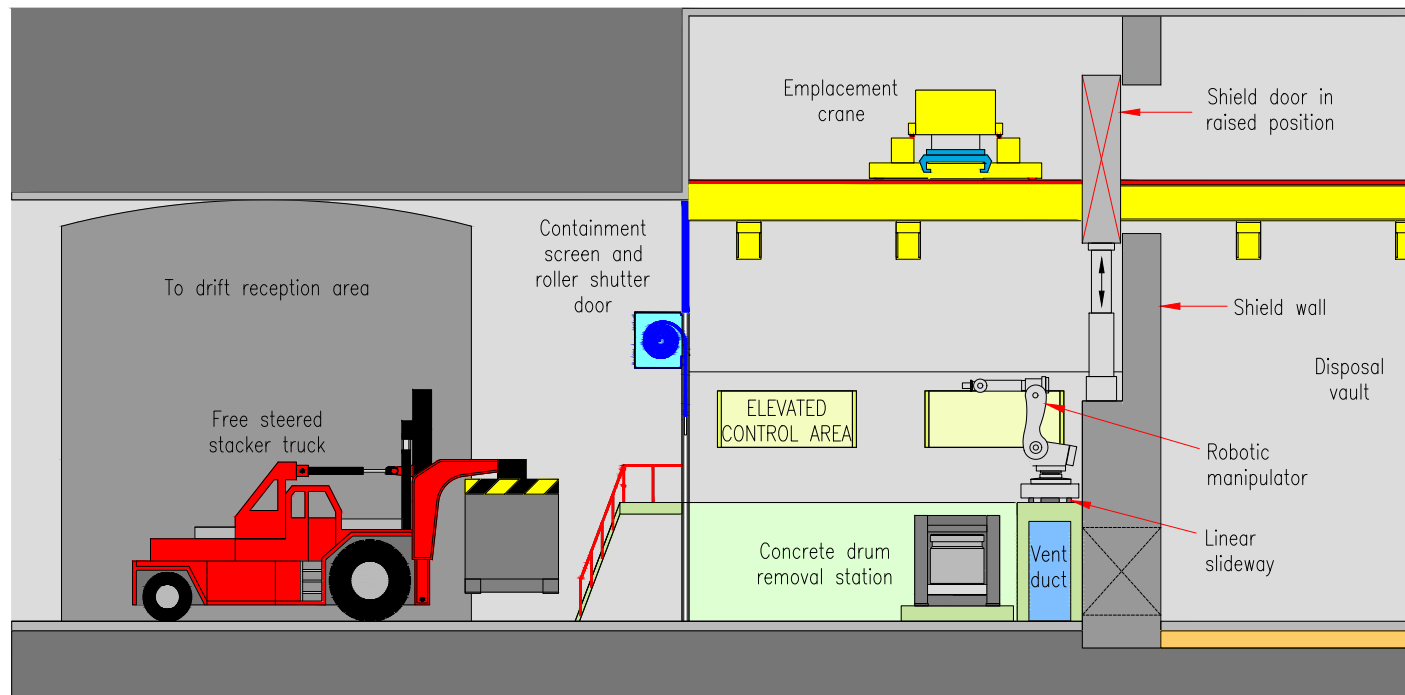 Emplacement
crane
Shield door in
raised position
Containment
screen and
roller shutter
door
To drift reception area
Shield wall
Disposal
vault
Free steered
stacker truck
ELEVATED
CONTROL AREA
Robotic
manipulator
Concrete drum
removal station
Vent
duct
Linear
slideway